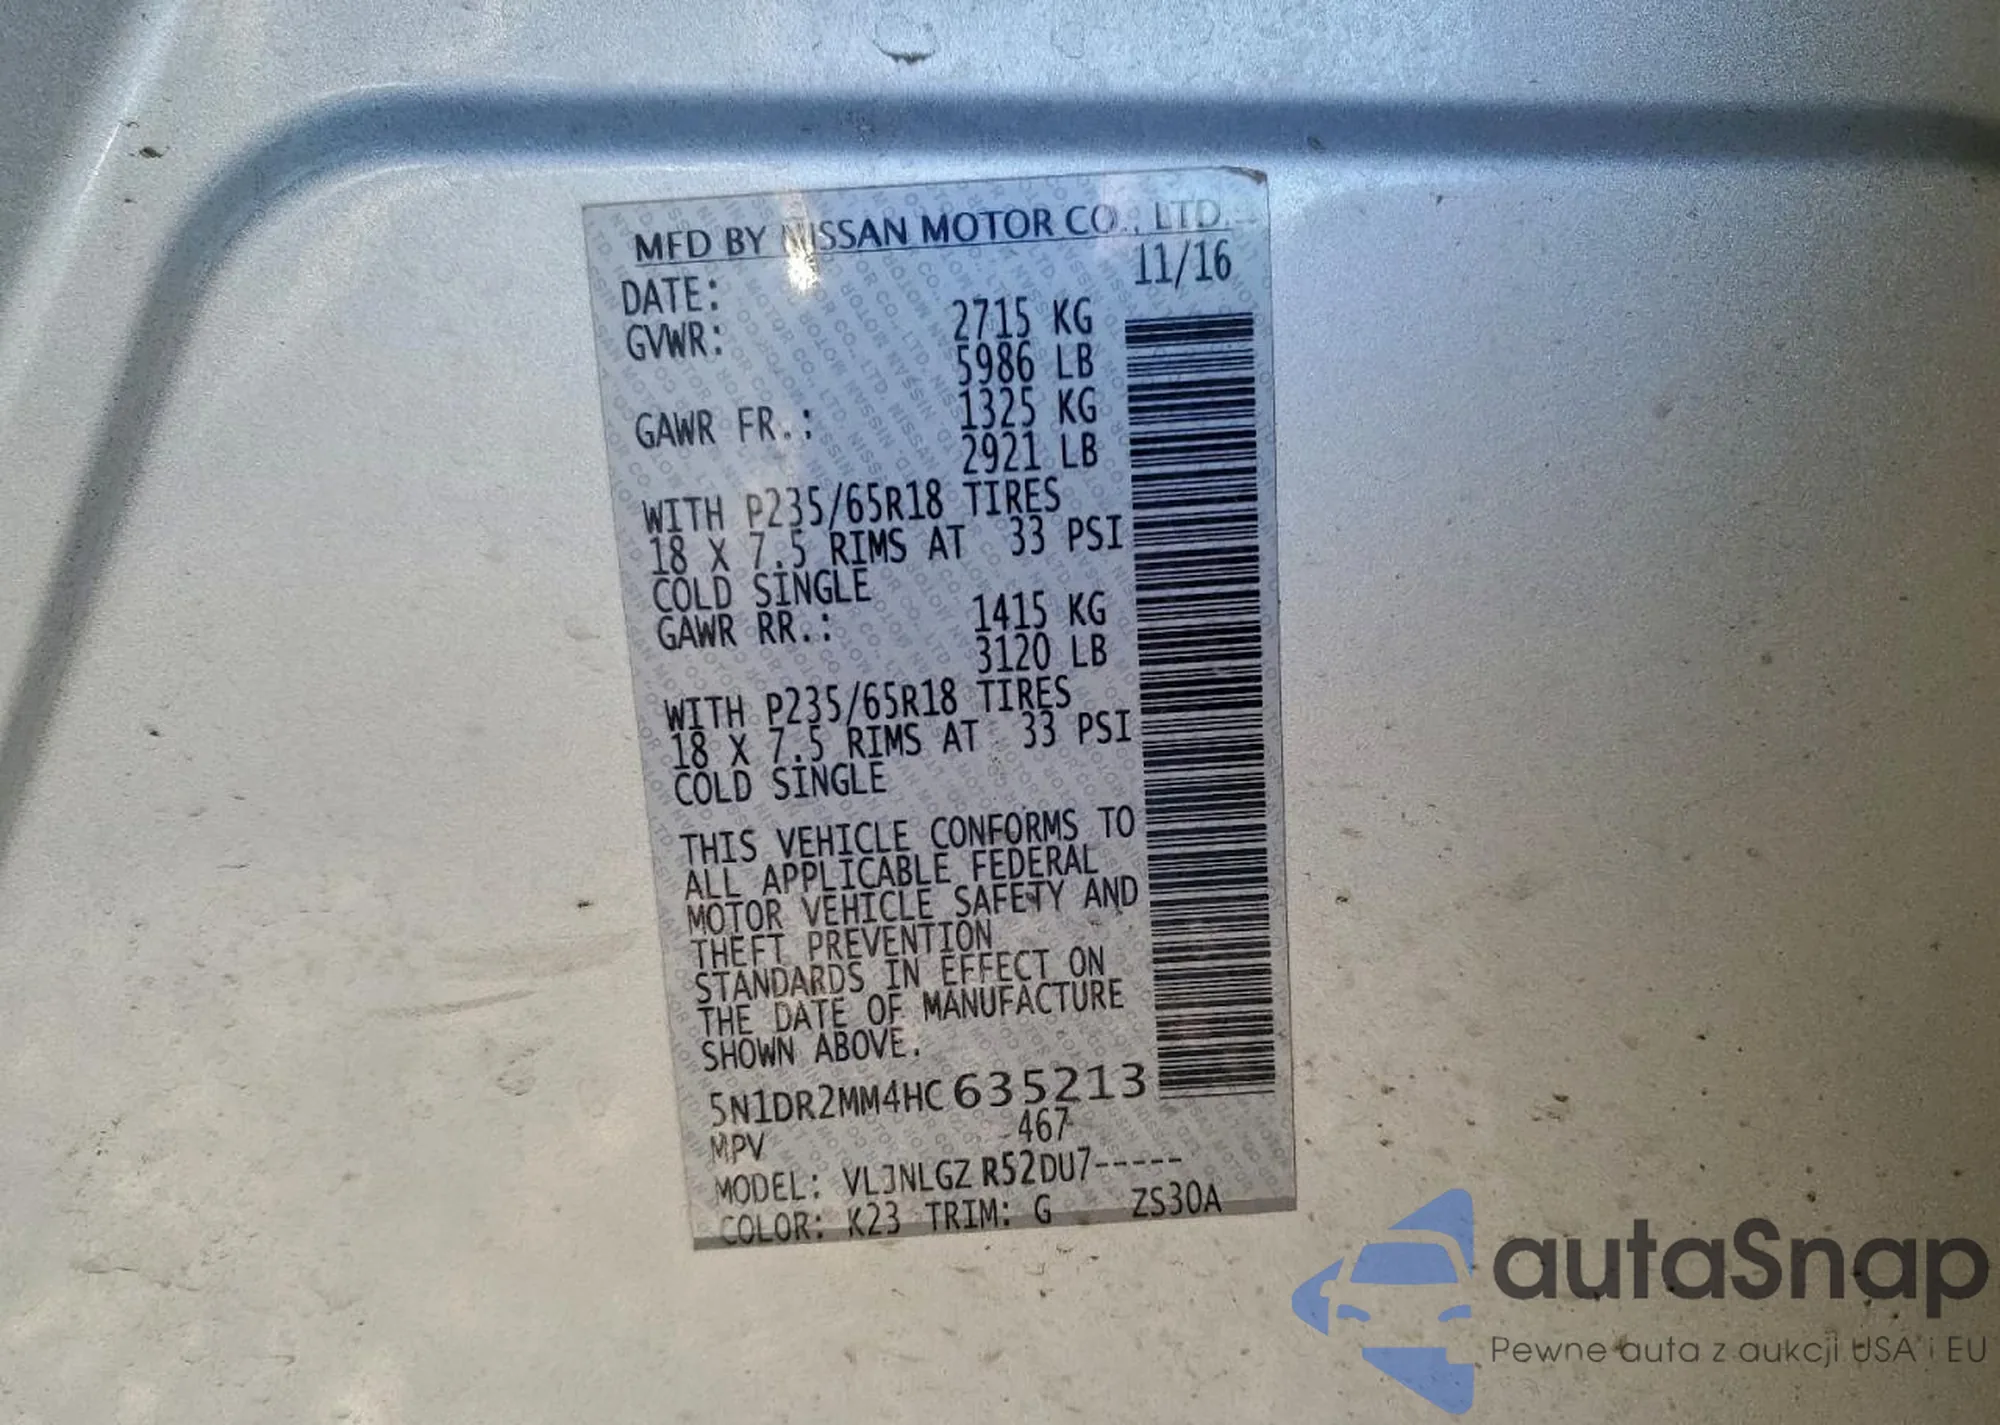 MFD BY NISSAN MOTOR CO., LTD.
DATE: 11/16
GVWR: 2715 KG
5986 LB
GAWR FR.: 1325 KG
2921 LB
WITH P235/65R18 TIRES
18 X 7.5 RIMS AT 33 PSI
COLD SINGLE
GAWR RR.: 1415 KG
3120 LB
WITH P235/65R18 TIRES
18 X 7.5 RIMS AT 33 PSI
COLD SINGLE
THIS VEHICLE CONFORMS TO
ALL APPLICABLE FEDERAL
MOTOR VEHICLE SAFETY AND
THEFT PREVENTION
STANDARDS IN EFFECT ON
THE DATE OF MANUFACTURE
SHOWN ABOVE.
5N1DR2MM4HC635213
MPV 467
MODEL: VLJNLGZ R52DU7-----
COLOR: K23 TRIM: G ZS30A
autaSnap
Pewne auta z aukcji USA i EU